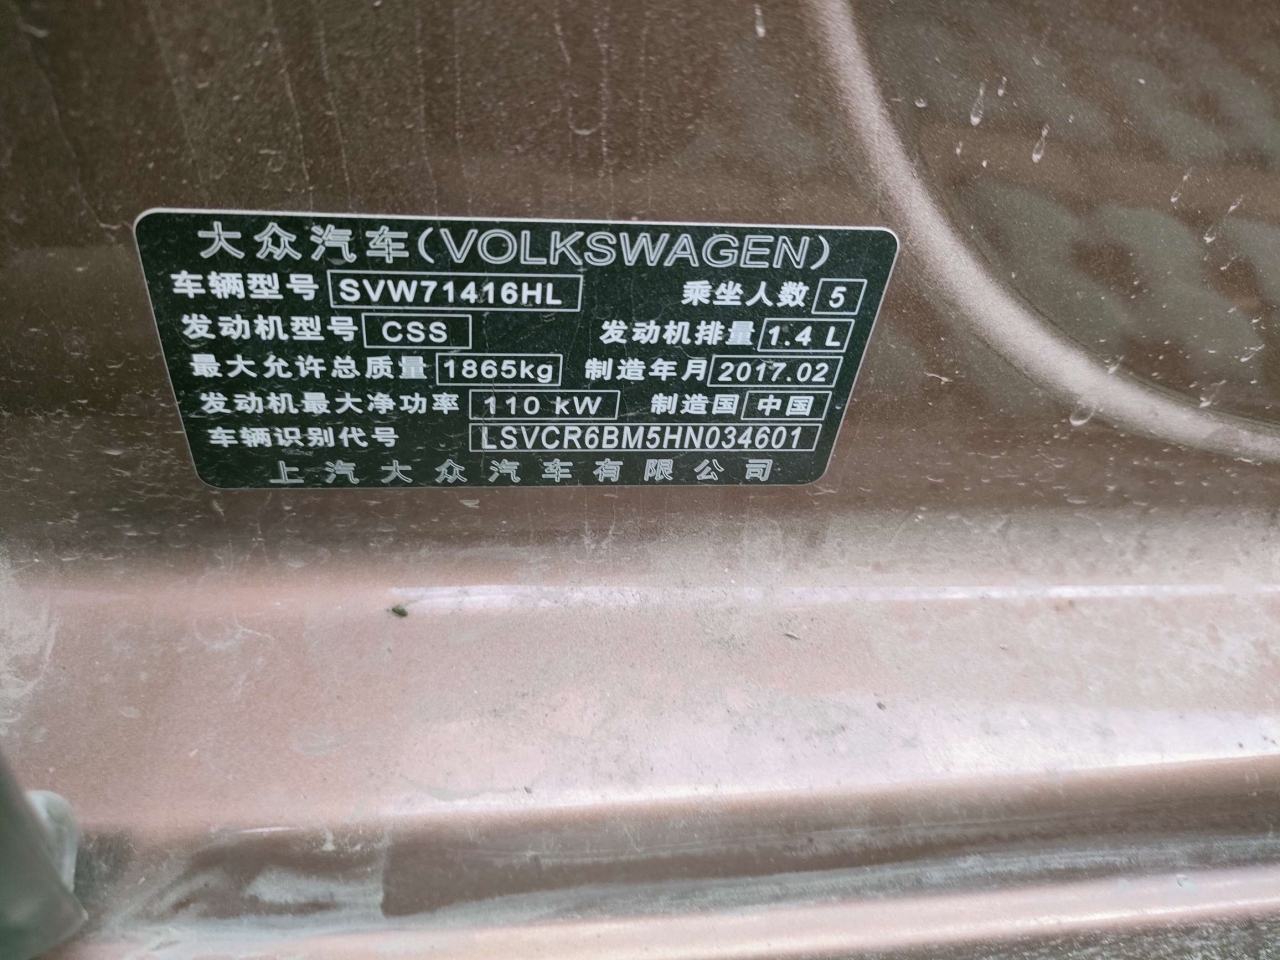 大众汽车(VOLKSWAGEN)
车辆型号 SVW71416HL 乘坐人数 5
发动机型号 CSS 发动机排量 1.4 L
最大允许总质量 1865kg 制造年月 2017.02
发动机最大净功率 110 kW 制造国 中国
车辆识别代号 LSVCR6BM5HN034601
上汽大众汽车有限公司